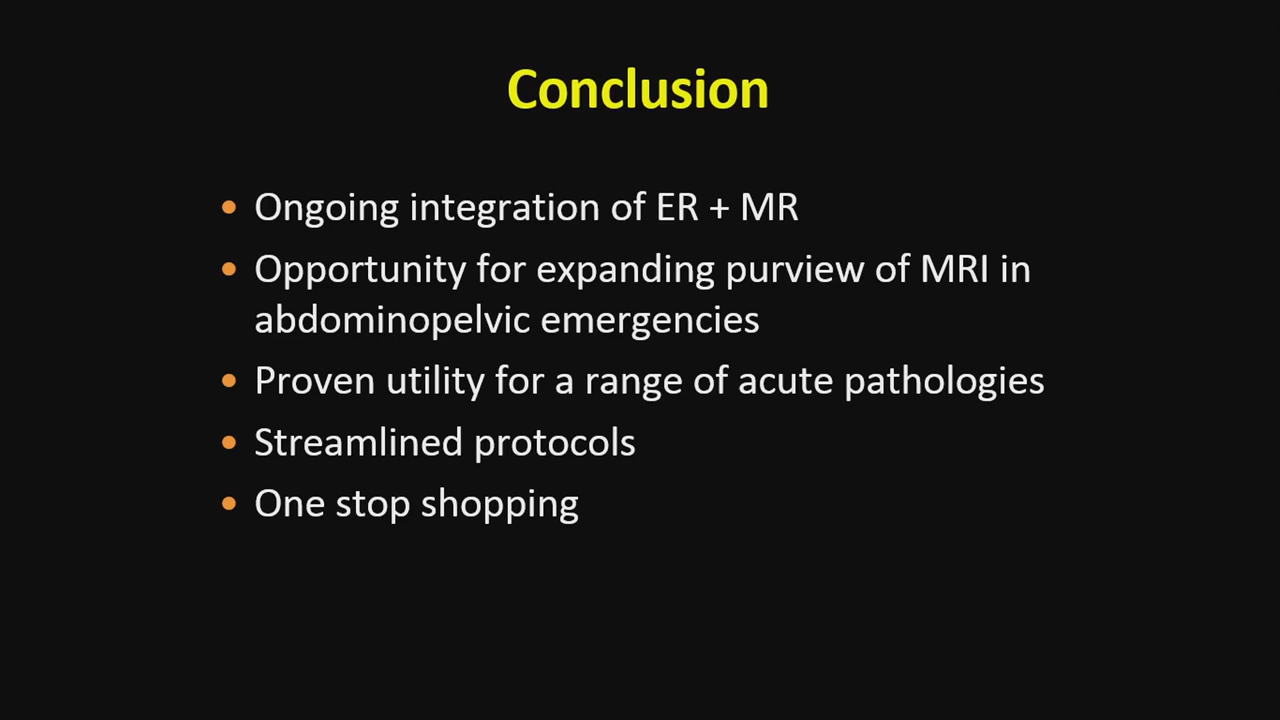 Conclusion
• Ongoing integration of ER + MR
• Opportunity for expanding purview of MRI in
abdominopelvic emergencies
• Proven utility for a range of acute pathologies
• Streamlined protocols
• One stop shopping